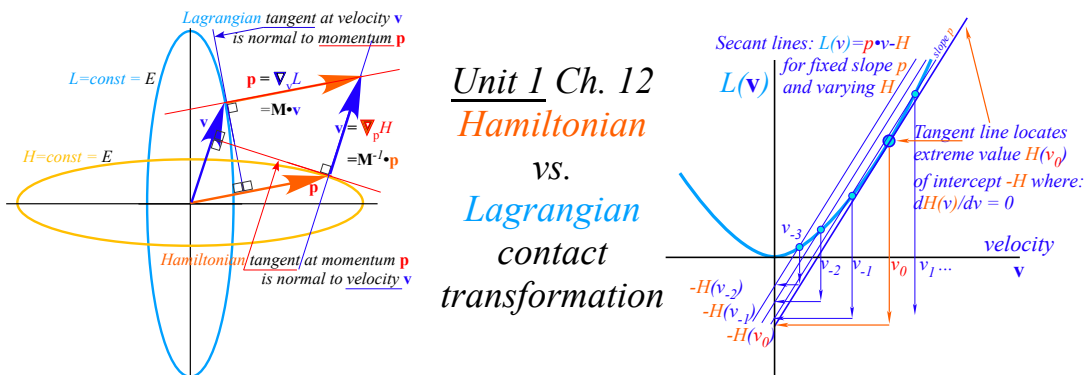 Lagrangian tangent at velocity v
is normal to momentum p
L=const = E
p = ∇vL
=M•v
v
v = ∇pH
=M-1•p
H=const = E
p
Hamiltonian tangent at momentum p
is normal to velocity v
Unit 1 Ch. 12
Hamiltonian
vs.
Lagrangian
contact
transformation
Secant lines: L(v)=p•v-H
for fixed slope p
and varying H
L(v)
slope p
Tangent line locates
extreme value H(v0)
of intercept -H where:
dH(v)/dv = 0
velocity
v
v-3
v-2
v-1
v0
v1 ...
-H(v-2)
-H(v-1)
-H(v0)